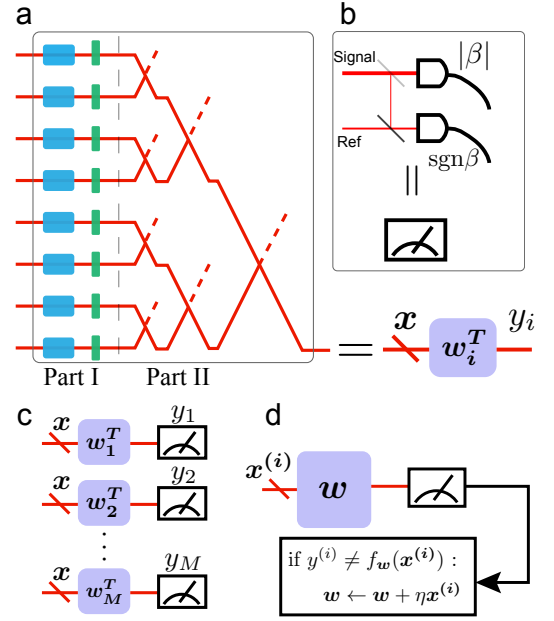 a
b
Signal
|β|
Ref
sgnβ
Part I
Part II
=
x
w_i^T
y_i
c
x
w_1^T
y_1
x
w_2^T
y_2
⋮
x
w_M^T
y_M
d
x^(i)
w
if y^(i) ≠ f_w(x^(i)) :
w ← w + ηx^(i)